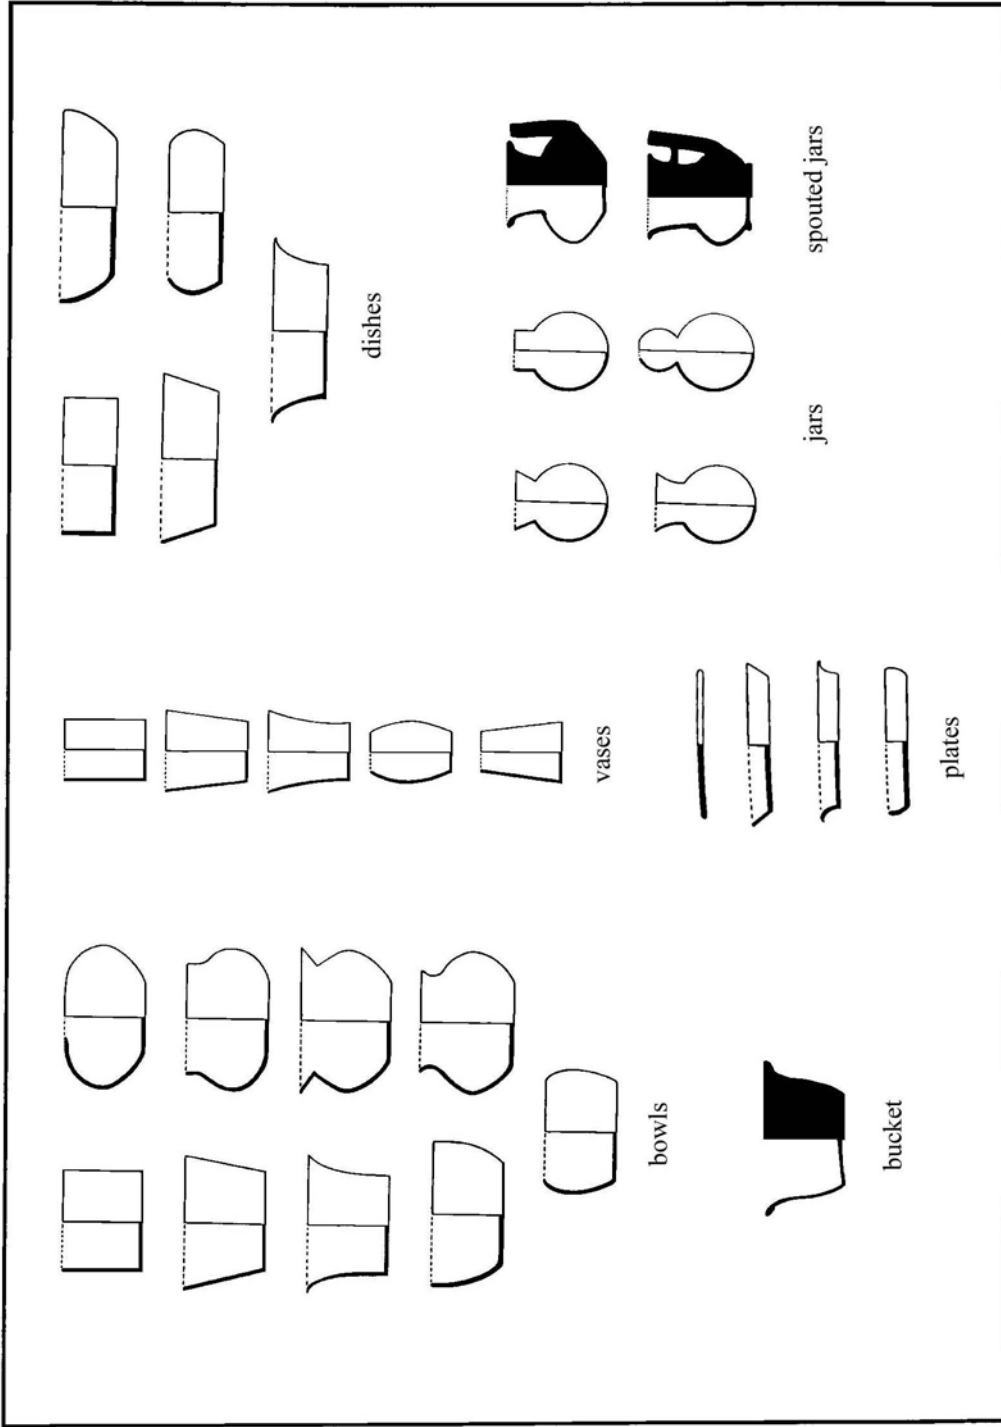 dishes
vases
bowls
jars
spouted jars
bucket
plates